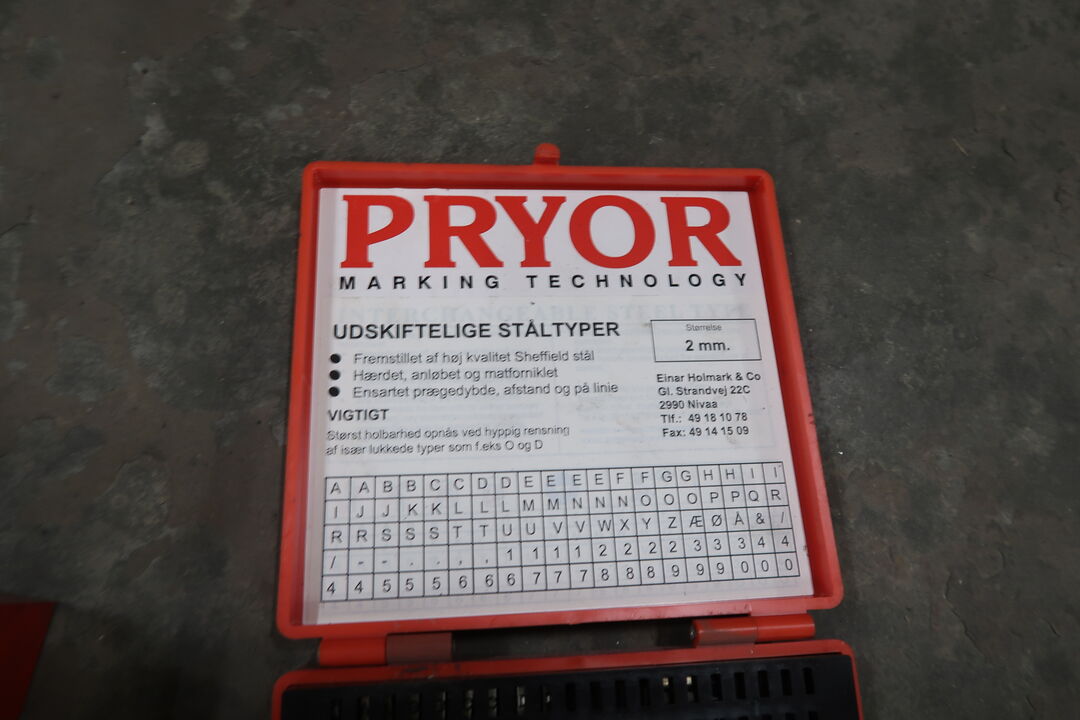 PRYOR
MARKING TECHNOLOGY
UDSKIFTELIGE STÅLTYPER
Størrelse
2 mm.
● Fremstillet af høj kvalitet Sheffield stål
● Hærdet, anløbet og matforniklet
● Ensartet prægedybde, afstand og på linie
Einar Holmark & Co
Gl. Strandvej 22C
2990 Nivaa
Tlf.: 49 18 10 78
Fax: 49 14 15 09
VIGTIGT
Størst holbarhed opnås ved hyppig rensning
af især lukkede typer som f.eks O og D
A A B B C C D D E E E E F F G G H H I I
I J J K K L L L M M N N N O O O P P Q R
R R S S S T T U U V V W X Y Z Æ Ø Å & /
/ - - . . , , 1 1 1 1 2 2 2 2 3 3 3 4 4
4 4 5 5 5 6 6 6 7 7 7 8 8 8 9 9 9 0 0 0